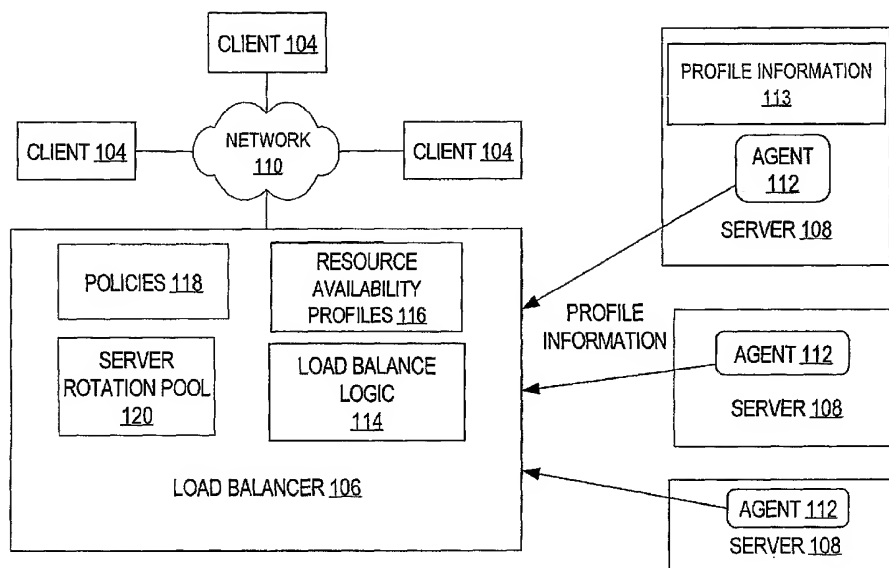 CLIENT 104
CLIENT 104
NETWORK
110
CLIENT 104
PROFILE INFORMATION
113
AGENT
112
SERVER 108
POLICIES 118
RESOURCE
AVAILABILITY
PROFILES 116
SERVER
ROTATION POOL
120
LOAD BALANCE
LOGIC
114
LOAD BALANCER 106
PROFILE
INFORMATION
AGENT 112
SERVER 108
AGENT 112
SERVER 108